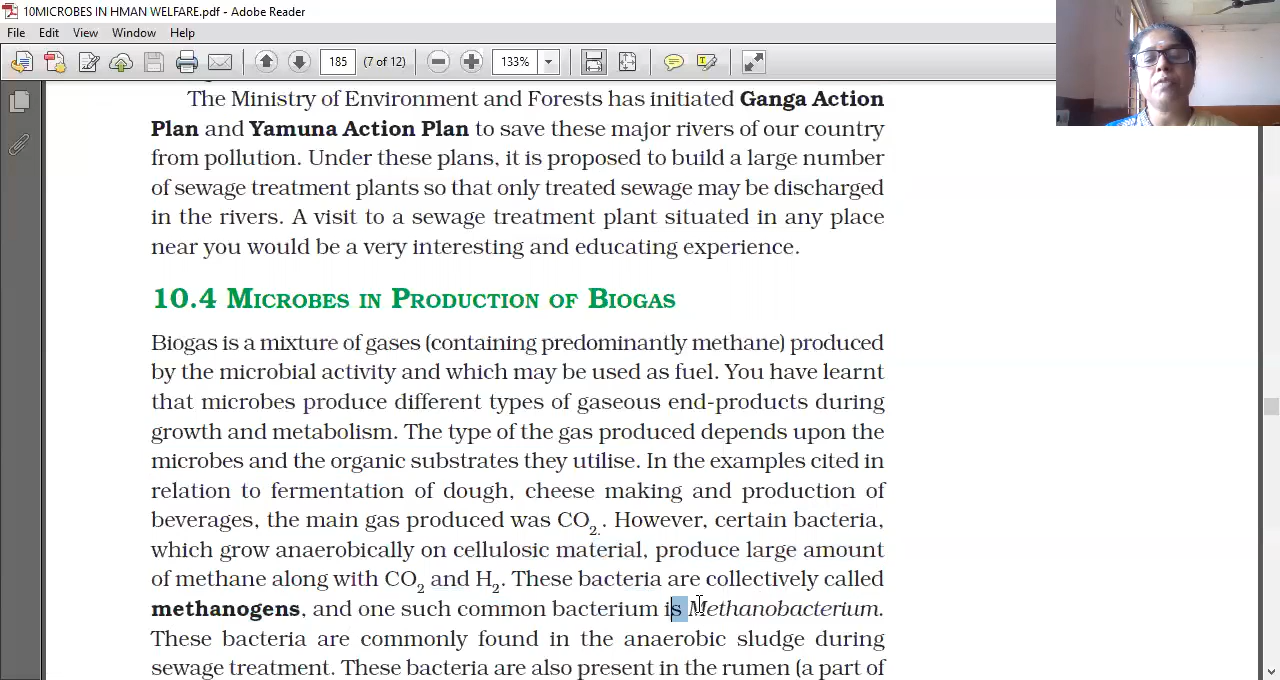 10MICROBES IN HMAN WELFARE.pdf - Adobe Reader
File Edit View Window Help
185 (7 of 12) 133%
The Ministry of Environment and Forests has initiated Ganga Action
Plan and Yamuna Action Plan to save these major rivers of our country
from pollution. Under these plans, it is proposed to build a large number
of sewage treatment plants so that only treated sewage may be discharged
in the rivers. A visit to a sewage treatment plant situated in any place
near you would be a very interesting and educating experience.
10.4 MICROBES IN PRODUCTION OF BIOGAS
Biogas is a mixture of gases (containing predominantly methane) produced
by the microbial activity and which may be used as fuel. You have learnt
that microbes produce different types of gaseous end-products during
growth and metabolism. The type of the gas produced depends upon the
microbes and the organic substrates they utilise. In the examples cited in
relation to fermentation of dough, cheese making and production of
beverages, the main gas produced was CO2.. However, certain bacteria,
which grow anaerobically on cellulosic material, produce large amount
of methane along with CO2 and H2. These bacteria are collectively called
methanogens, and one such common bacterium is Methanobacterium.
These bacteria are commonly found in the anaerobic sludge during
sewage treatment. These bacteria are also present in the rumen (a part of